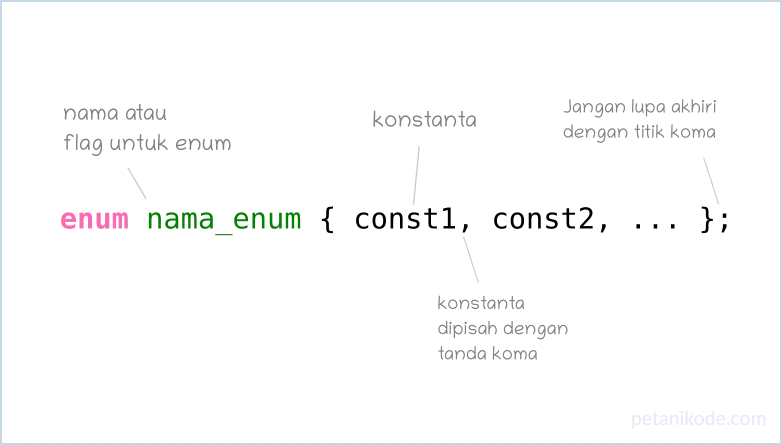 nama atau
flag untuk enum
konstanta
Jangan lupa akhiri
dengan titik koma
enum nama_enum { const1, const2, ... };
konstanta
dipisah dengan
tanda koma
petanikode.com